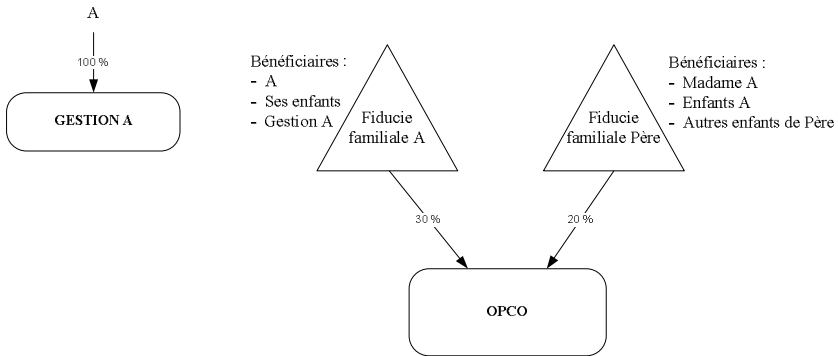 A
100 %
GESTION A
Bénéficiaires :
- A
- Ses enfants
- Gestion A
Fiducie
familiale A
Fiducie
familiale Père
Bénéficiaires :
- Madame A
- Enfants A
- Autres enfants de Père
30 %
20 %
OPCO